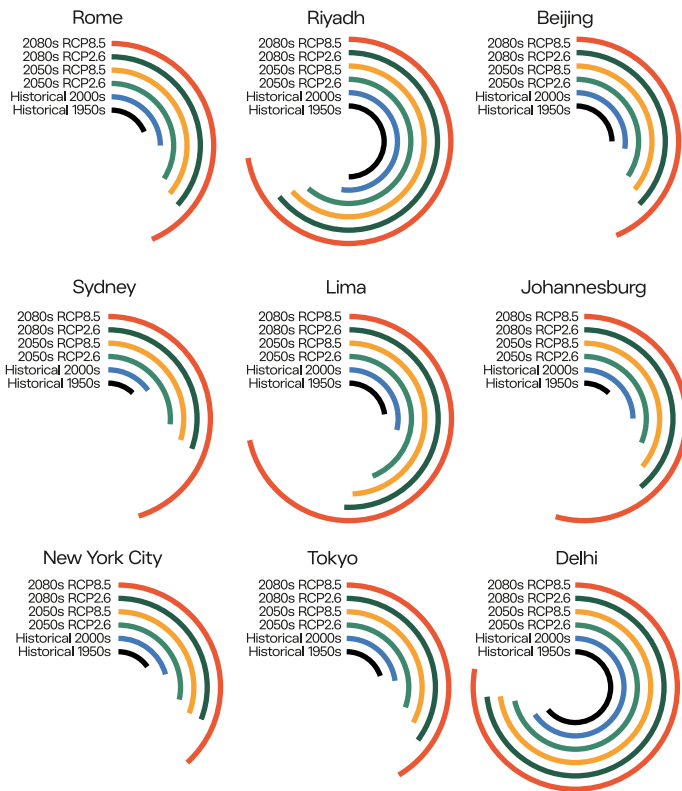 Rome
2080s RCP8.5
2080s RCP2.6
2050s RCP8.5
2050s RCP2.6
Historical 2000s
Historical 1950s
Riyadh
2080s RCP8.5
2080s RCP2.6
2050s RCP8.5
2050s RCP2.6
Historical 2000s
Historical 1950s
Beijing
2080s RCP8.5
2080s RCP2.6
2050s RCP8.5
2050s RCP2.6
Historical 2000s
Historical 1950s
Sydney
2080s RCP8.5
2080s RCP2.6
2050s RCP8.5
2050s RCP2.6
Historical 2000s
Historical 1950s
Lima
2080s RCP8.5
2080s RCP2.6
2050s RCP8.5
2050s RCP2.6
Historical 2000s
Historical 1950s
Johannesburg
2080s RCP8.5
2080s RCP2.6
2050s RCP8.5
2050s RCP2.6
Historical 2000s
Historical 1950s
New York City
2080s RCP8.5
2080s RCP2.6
2050s RCP8.5
2050s RCP2.6
Historical 2000s
Historical 1950s
Tokyo
2080s RCP8.5
2080s RCP2.6
2050s RCP8.5
2050s RCP2.6
Historical 2000s
Historical 1950s
Delhi
2080s RCP8.5
2080s RCP2.6
2050s RCP8.5
2050s RCP2.6
Historical 2000s
Historical 1950s